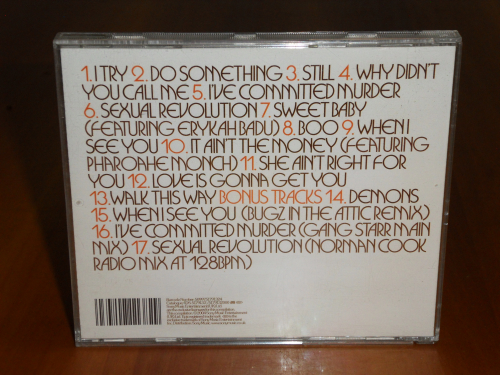 1. I TRY 2. DO SOMETHING 3. STILL 4. WHY DIDN'T
YOU CALL ME 5. I'VE COMMITTED MURDER
6. SEXUAL REVOLUTION 7. SWEET BABY
(FEATURING ERYKAH BADU) 8. BOO 9. WHEN I
SEE YOU 10. IT AIN'T THE MONEY (FEATURING
PHAROAHE MONCH) 11. SHE AIN'T RIGHT FOR
YOU 12. LOVE IS GONNA GET YOU
13. WALK THIS WAY BONUS TRACKS 14. DEMONS
15. WHEN I SEE YOU (BUGZ IN THE ATTIC REMIX)
16. I'VE COMMITTED MURDER (GANG STARR MAIN
MIX) 17. SEXUAL REVOLUTION (NORMAN COOK
RADIO MIX AT 128BPM)